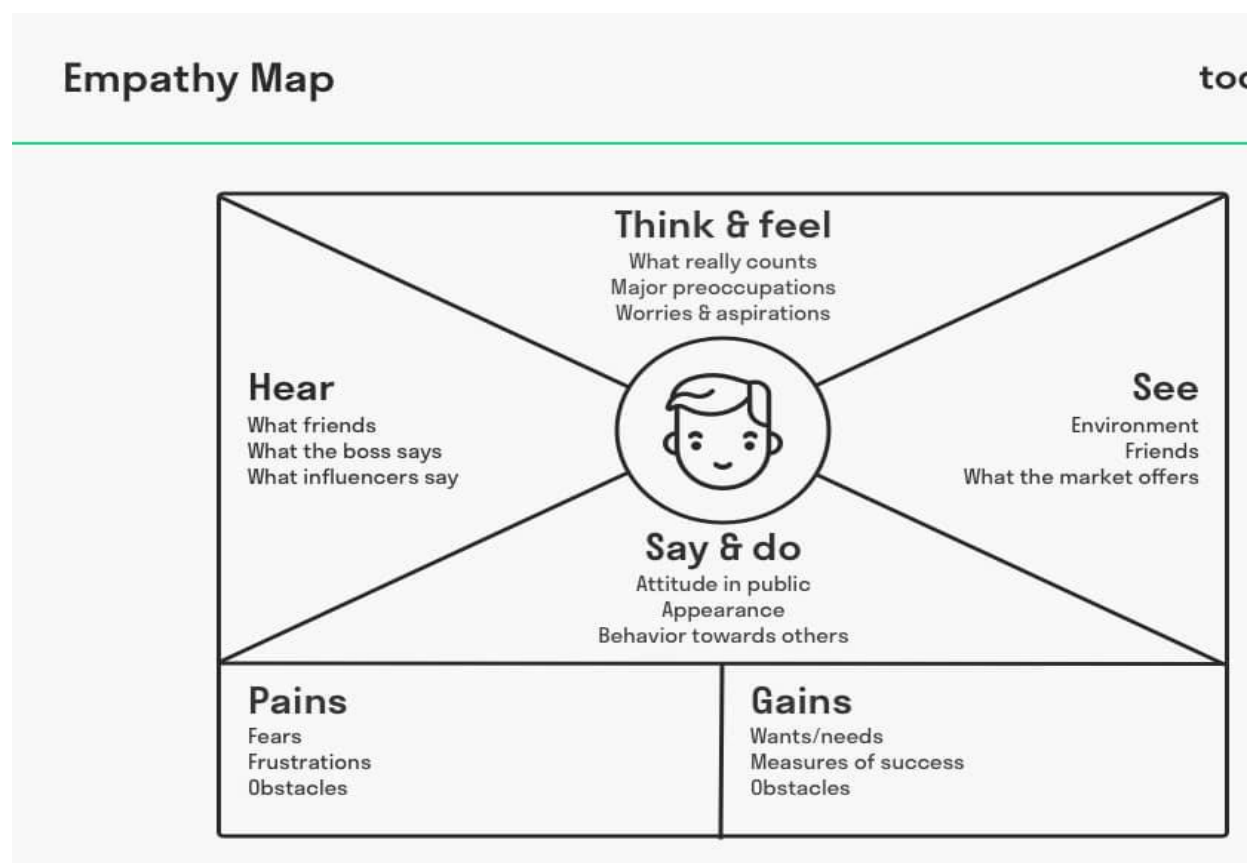 Empathy Map
Think & feel
What really counts
Major preoccupations
Worries & aspirations
Hear
What friends
What the boss says
What influencers say
See
Environment
Friends
What the market offers
Say & do
Attitude in public
Appearance
Behavior towards others
Pains
Fears
Frustrations
Obstacles
Gains
Wants/needs
Measures of success
Obstacles